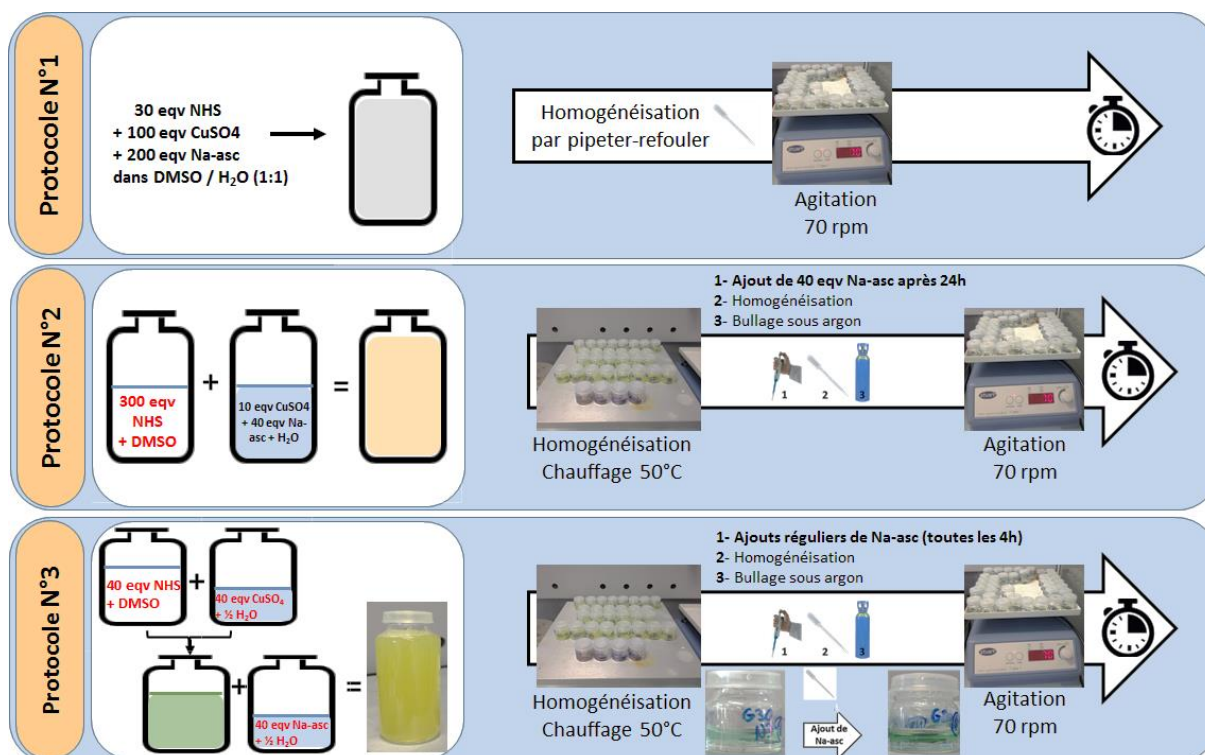 Protocole N°1
30 eqv NHS
+ 100 eqv CuSO4
+ 200 eqv Na-asc
dans DMSO / H₂O (1:1)
Homogénéisation
par pipeter-refouler
Agitation
70 rpm
Protocole N°2
300 eqv
NHS
+ DMSO
+
10 eqv CuSO4
+ 40 eqv Na-
asc + H₂O
=
1- Ajout de 40 eqv Na-asc après 24h
2- Homogénéisation
3- Bullage sous argon
1 2 3
Homogénéisation
Chauffage 50°C
Agitation
70 rpm
Protocole N°3
40 eqv NHS
+ DMSO
+
40 eqv CuSO₄
+ ½ H₂O
+
40 eqv Na-asc
+ ½ H₂O
=
1- Ajouts réguliers de Na-asc (toutes les 4h)
2- Homogénéisation
3- Bullage sous argon
1 2 3
Homogénéisation
Chauffage 50°C
Ajout de
Na-asc
Agitation
70 rpm